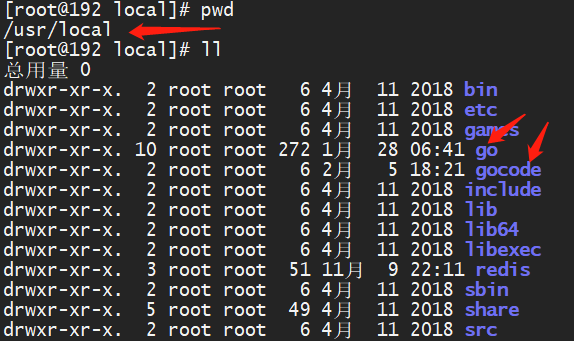 [root@192 local]# pwd
/usr/local
[root@192 local]# ll
总用量 0
drwxr-xr-x.  2 root root   6 4月  11 2018 bin
drwxr-xr-x.  2 root root   6 4月  11 2018 etc
drwxr-xr-x.  2 root root   6 4月  11 2018 games
drwxr-xr-x. 10 root root 272 1月  28 06:41 go
drwxr-xr-x.  2 root root   6 2月   5 18:21 gocode
drwxr-xr-x.  2 root root   6 4月  11 2018 include
drwxr-xr-x.  2 root root   6 4月  11 2018 lib
drwxr-xr-x.  2 root root   6 4月  11 2018 lib64
drwxr-xr-x.  2 root root   6 4月  11 2018 libexec
drwxr-xr-x.  3 root root  51 11月  9 22:11 redis
drwxr-xr-x.  2 root root   6 4月  11 2018 sbin
drwxr-xr-x.  5 root root  49 4月  11 2018 share
drwxr-xr-x.  2 root root   6 4月  11 2018 src